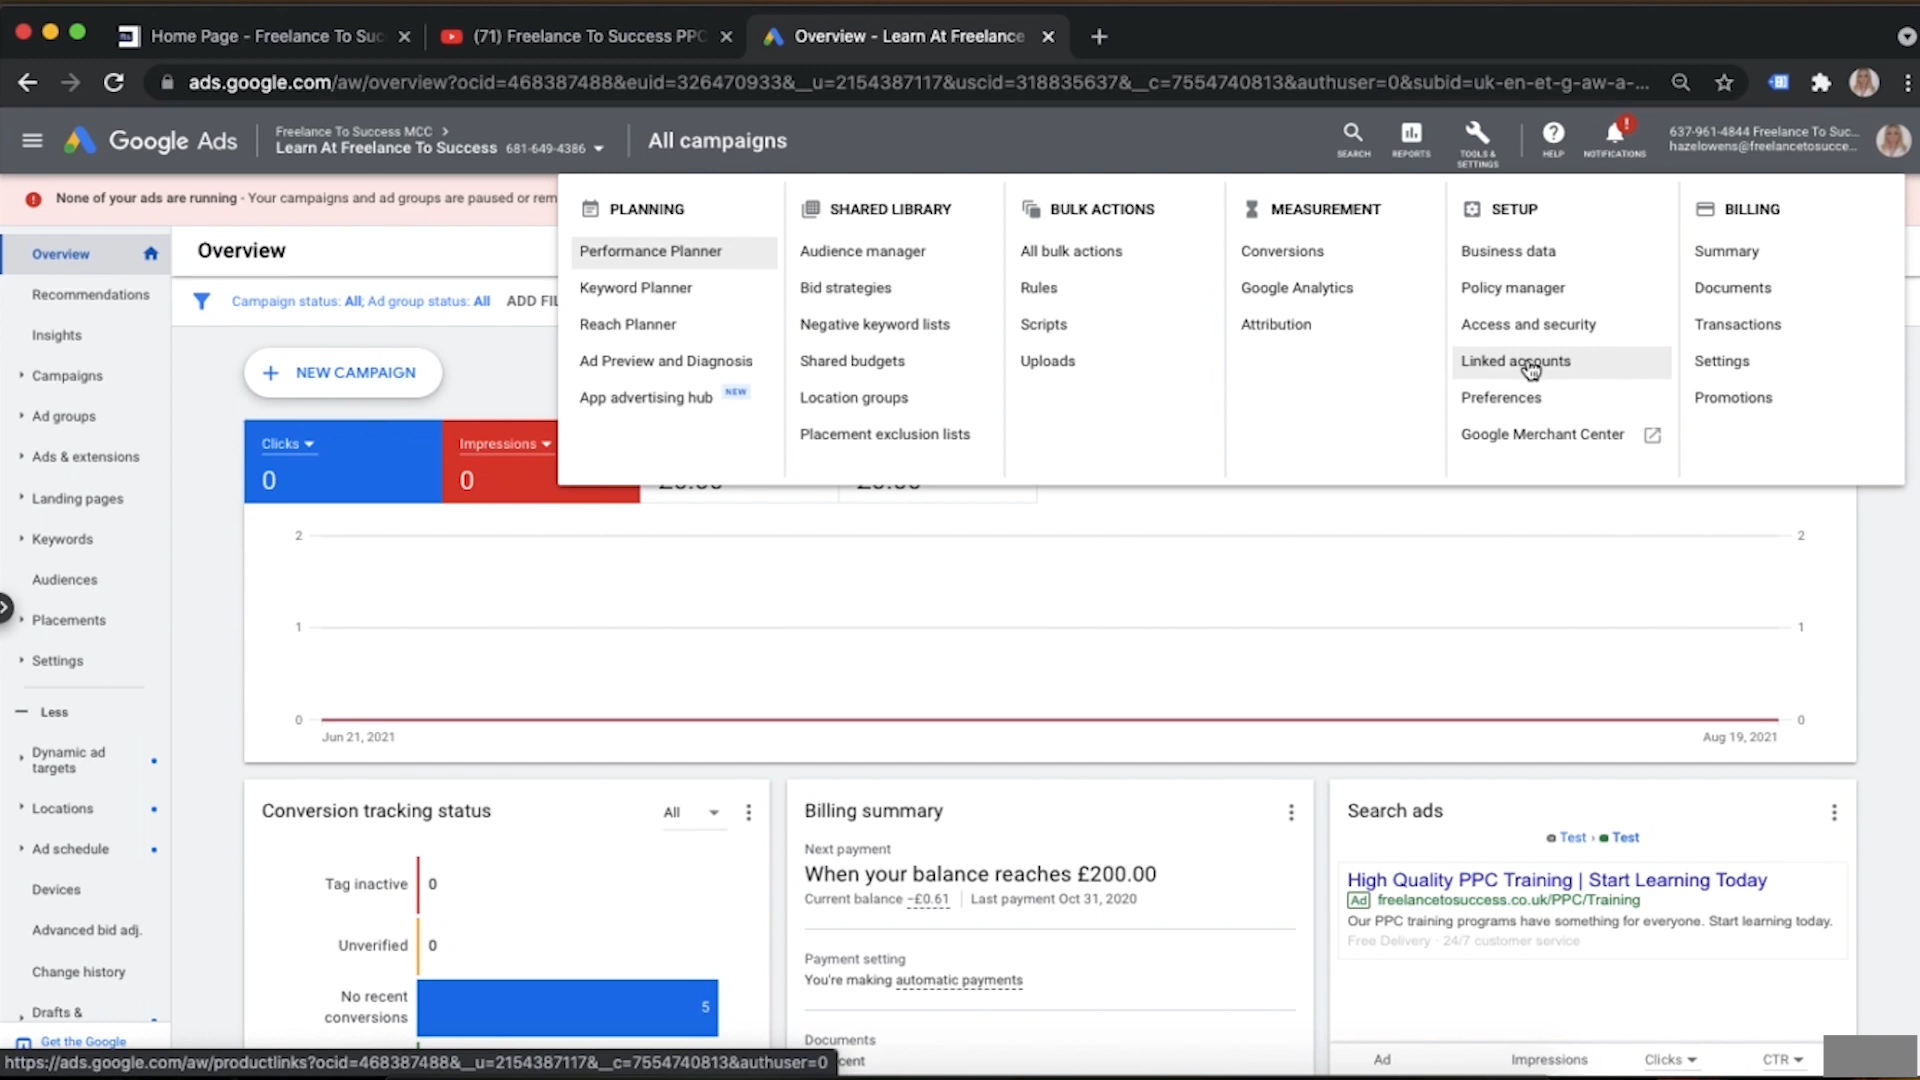 Home Page - Freelance To Suc
(71) Freelance To Success PPC
Overview - Learn At Freelance
ads.google.com/aw/overview?ocid=468387488&euid=326470933&__u=2154387117&uscid=318835637&__c=7554740813&authuser=0&subid=uk-en-et-g-aw-a-...
Google Ads
Freelance To Success MCC
Learn At Freelance To Success 681-649-4386
All campaigns
SEARCH
REPORTS
TOOLS & SETTINGS
HELP
NOTIFICATIONS
637-961-4844 Freelance To Suc...
hazelowens@freelancetosucce...
None of your ads are running - Your campaigns and ad groups are paused or rem
PLANNING
Performance Planner
Keyword Planner
Reach Planner
Ad Preview and Diagnosis
App advertising hub NEW
SHARED LIBRARY
Audience manager
Bid strategies
Negative keyword lists
Shared budgets
Location groups
Placement exclusion lists
BULK ACTIONS
All bulk actions
Rules
Scripts
Uploads
MEASUREMENT
Conversions
Google Analytics
Attribution
SETUP
Business data
Policy manager
Access and security
Linked accounts
Preferences
Google Merchant Center
BILLING
Summary
Documents
Transactions
Settings
Promotions
Overview
Recommendations
Insights
Campaigns
Ad groups
Ads & extensions
Landing pages
Keywords
Audiences
Placements
Settings
Less
Dynamic ad
targets
Locations
Ad schedule
Devices
Advanced bid adj.
Change history
Drafts &
Get the Google
Overview
Campaign status: All; Ad group status: All ADD FIL
NEW CAMPAIGN
Clicks
0
Impressions
0
2 2
1 1
0 0
Jun 21, 2021 Aug 19, 2021
Conversion tracking status
All
Tag inactive 0
Unverified 0
No recent
conversions
5
Billing summary
Next payment
When your balance reaches £200.00
Current balance −£0.61 Last payment Oct 31, 2020
Payment setting
You're making automatic payments
Documents
cent
Search ads
Test › Test
High Quality PPC Training | Start Learning Today
Ad freelancetosuccess.co.uk/PPC/Training
Our PPC training programs have something for everyone. Start learning today.
Free Delivery · 24/7 customer service
Ad Impressions Clicks CTR
https://ads.google.com/aw/productlinks?ocid=468387488&__u=2154387117&__c=7554740813&authuser=0